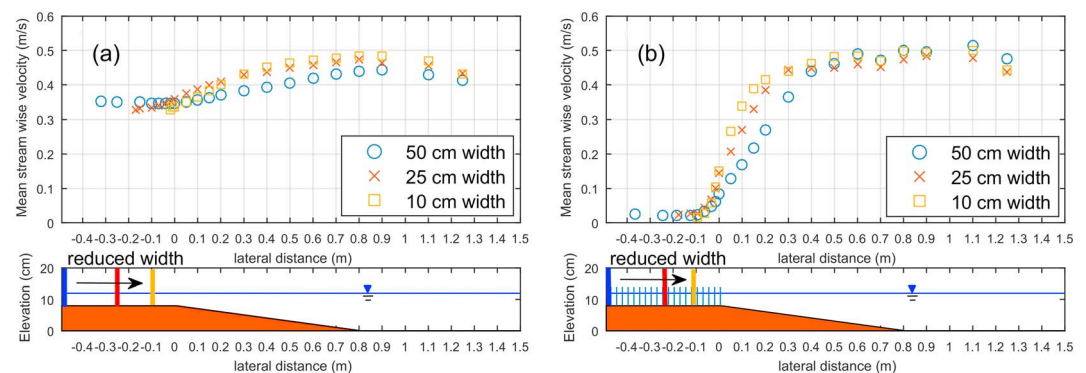 (a)
Mean stream wise velocity (m/s)
0.6
0.5
0.4
0.3
0.2
0.1
0
50 cm width
25 cm width
10 cm width
-0.4-0.3-0.2-0.1 0 0.1 0.2 0.3 0.4 0.5 0.6 0.7 0.8 0.9 1 1.1 1.2 1.3 1.4 1.5
lateral distance (m)
reduced width
Elevation (cm)
20
10
0
-0.4-0.3-0.2-0.1 0 0.1 0.2 0.3 0.4 0.5 0.6 0.7 0.8 0.9 1 1.1 1.2 1.3 1.4 1.5
lateral distance (m)
(b)
Mean stream wise velocity (m/s)
0.6
0.5
0.4
0.3
0.2
0.1
0
50 cm width
25 cm width
10 cm width
-0.4-0.3-0.2-0.1 0 0.1 0.2 0.3 0.4 0.5 0.6 0.7 0.8 0.9 1 1.1 1.2 1.3 1.4 1.5
lateral distance (m)
reduced width
Elevation (cm)
20
10
0
-0.4-0.3-0.2-0.1 0 0.1 0.2 0.3 0.4 0.5 0.6 0.7 0.8 0.9 1 1.1 1.2 1.3 1.4 1.5
lateral distance (m)